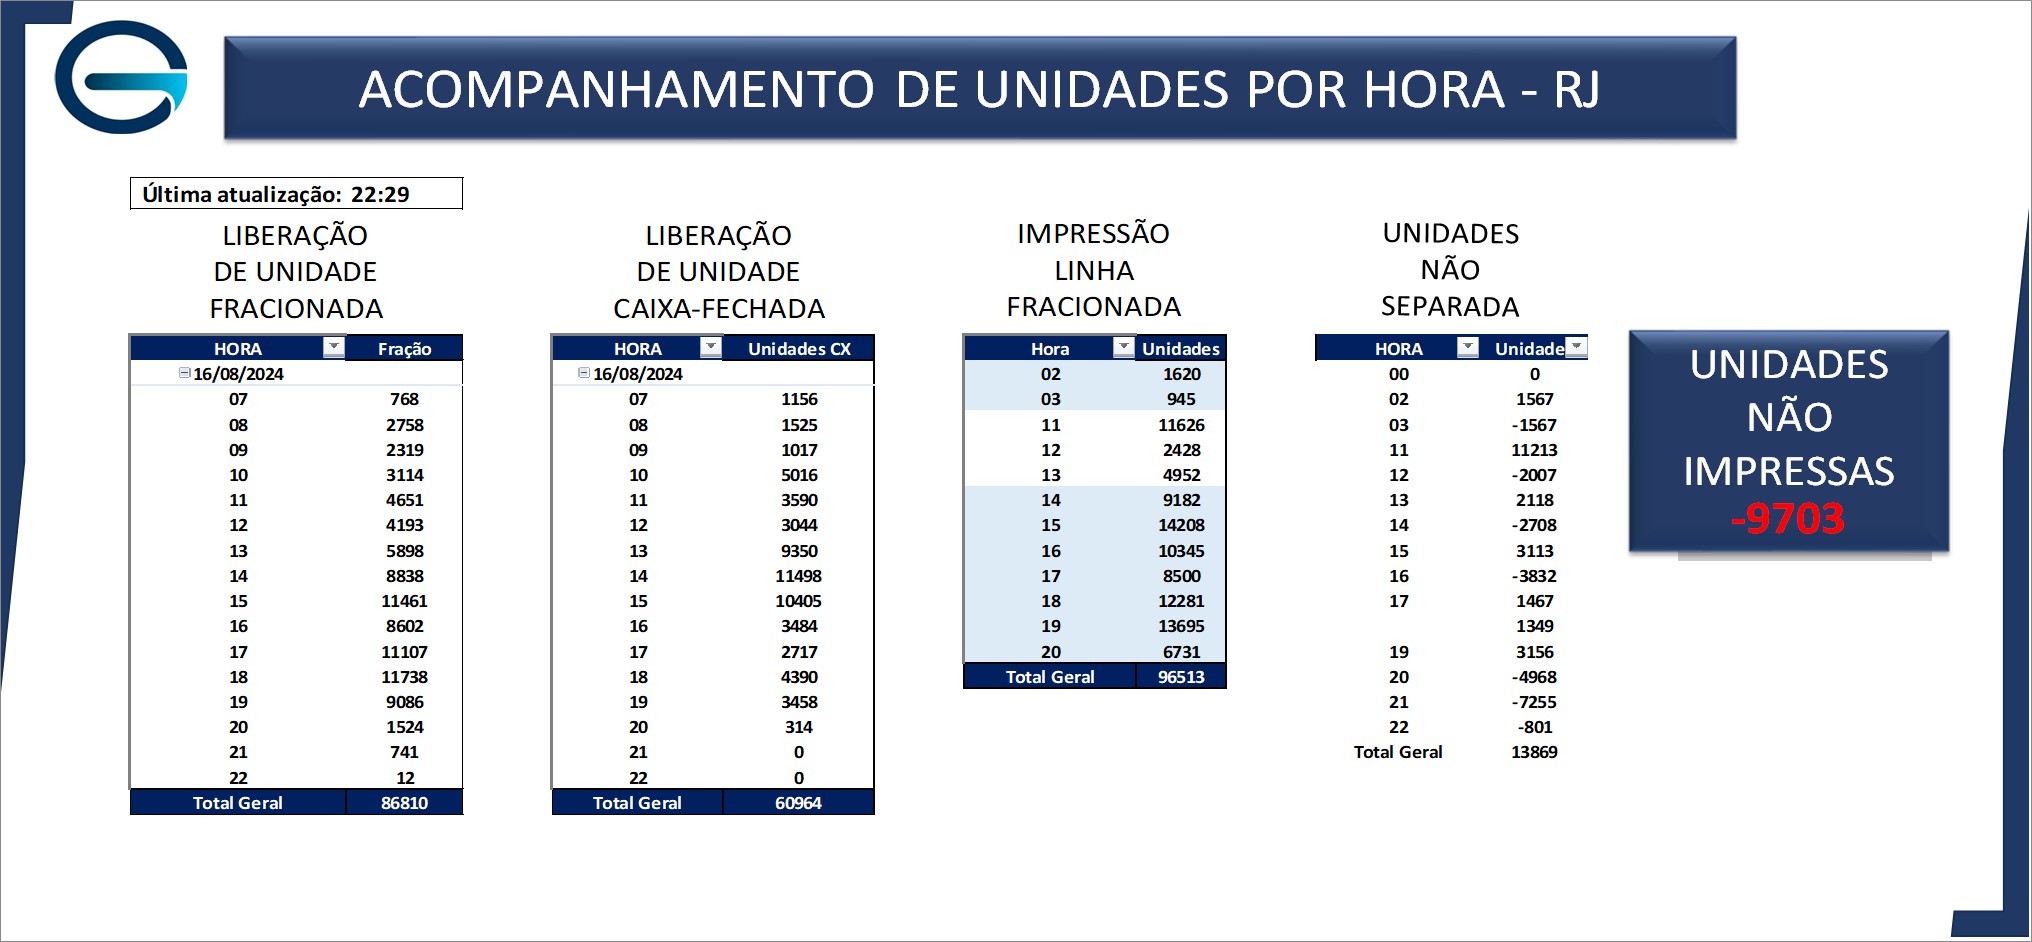 ACOMPANHAMENTO DE UNIDADES POR HORA - RJ
Última atualização: 22:29
LIBERAÇÃO
DE UNIDADE
FRACIONADA
HORA Fração
16/08/2024
07 768
08 2758
09 2319
10 3114
11 4651
12 4193
13 5898
14 8838
15 11461
16 8602
17 11107
18 11738
19 9086
20 1524
21 741
22 12
Total Geral 86810
LIBERAÇÃO
DE UNIDADE
CAIXA-FECHADA
HORA Unidades CX
16/08/2024
07 1156
08 1525
09 1017
10 5016
11 3590
12 3044
13 9350
14 11498
15 10405
16 3484
17 2717
18 4390
19 3458
20 314
21 0
22 0
Total Geral 60964
IMPRESSÃO
LINHA
FRACIONADA
Hora Unidades
02 1620
03 945
11 11626
12 2428
13 4952
14 9182
15 14208
16 10345
17 8500
18 12281
19 13695
20 6731
Total Geral 96513
UNIDADES
NÃO
SEPARADA
HORA Unidade
00 0
02 1567
03 -1567
11 11213
12 -2007
13 2118
14 -2708
15 3113
16 -3832
17 1467
1349
19 3156
20 -4968
21 -7255
22 -801
Total Geral 13869
UNIDADES
NÃO
IMPRESSAS
-9703